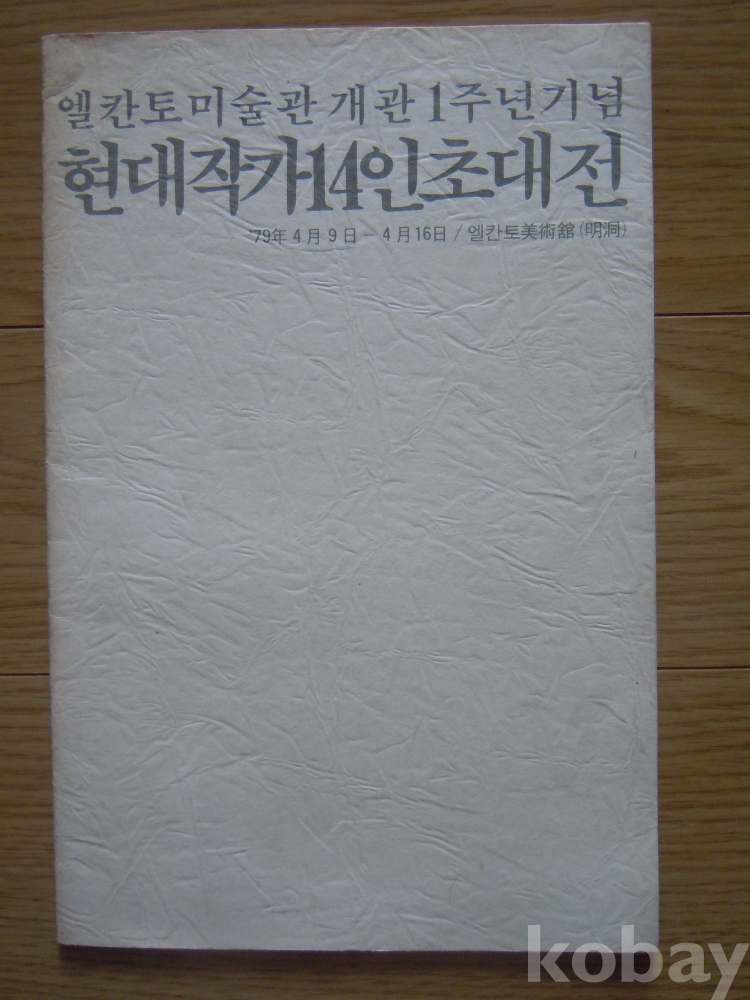 엘칸토미술관개관1주년기념
현대작가14인초대전
'79年 4月 9日 - 4月16日 / 엘칸토美術舘 (明洞)
kobay